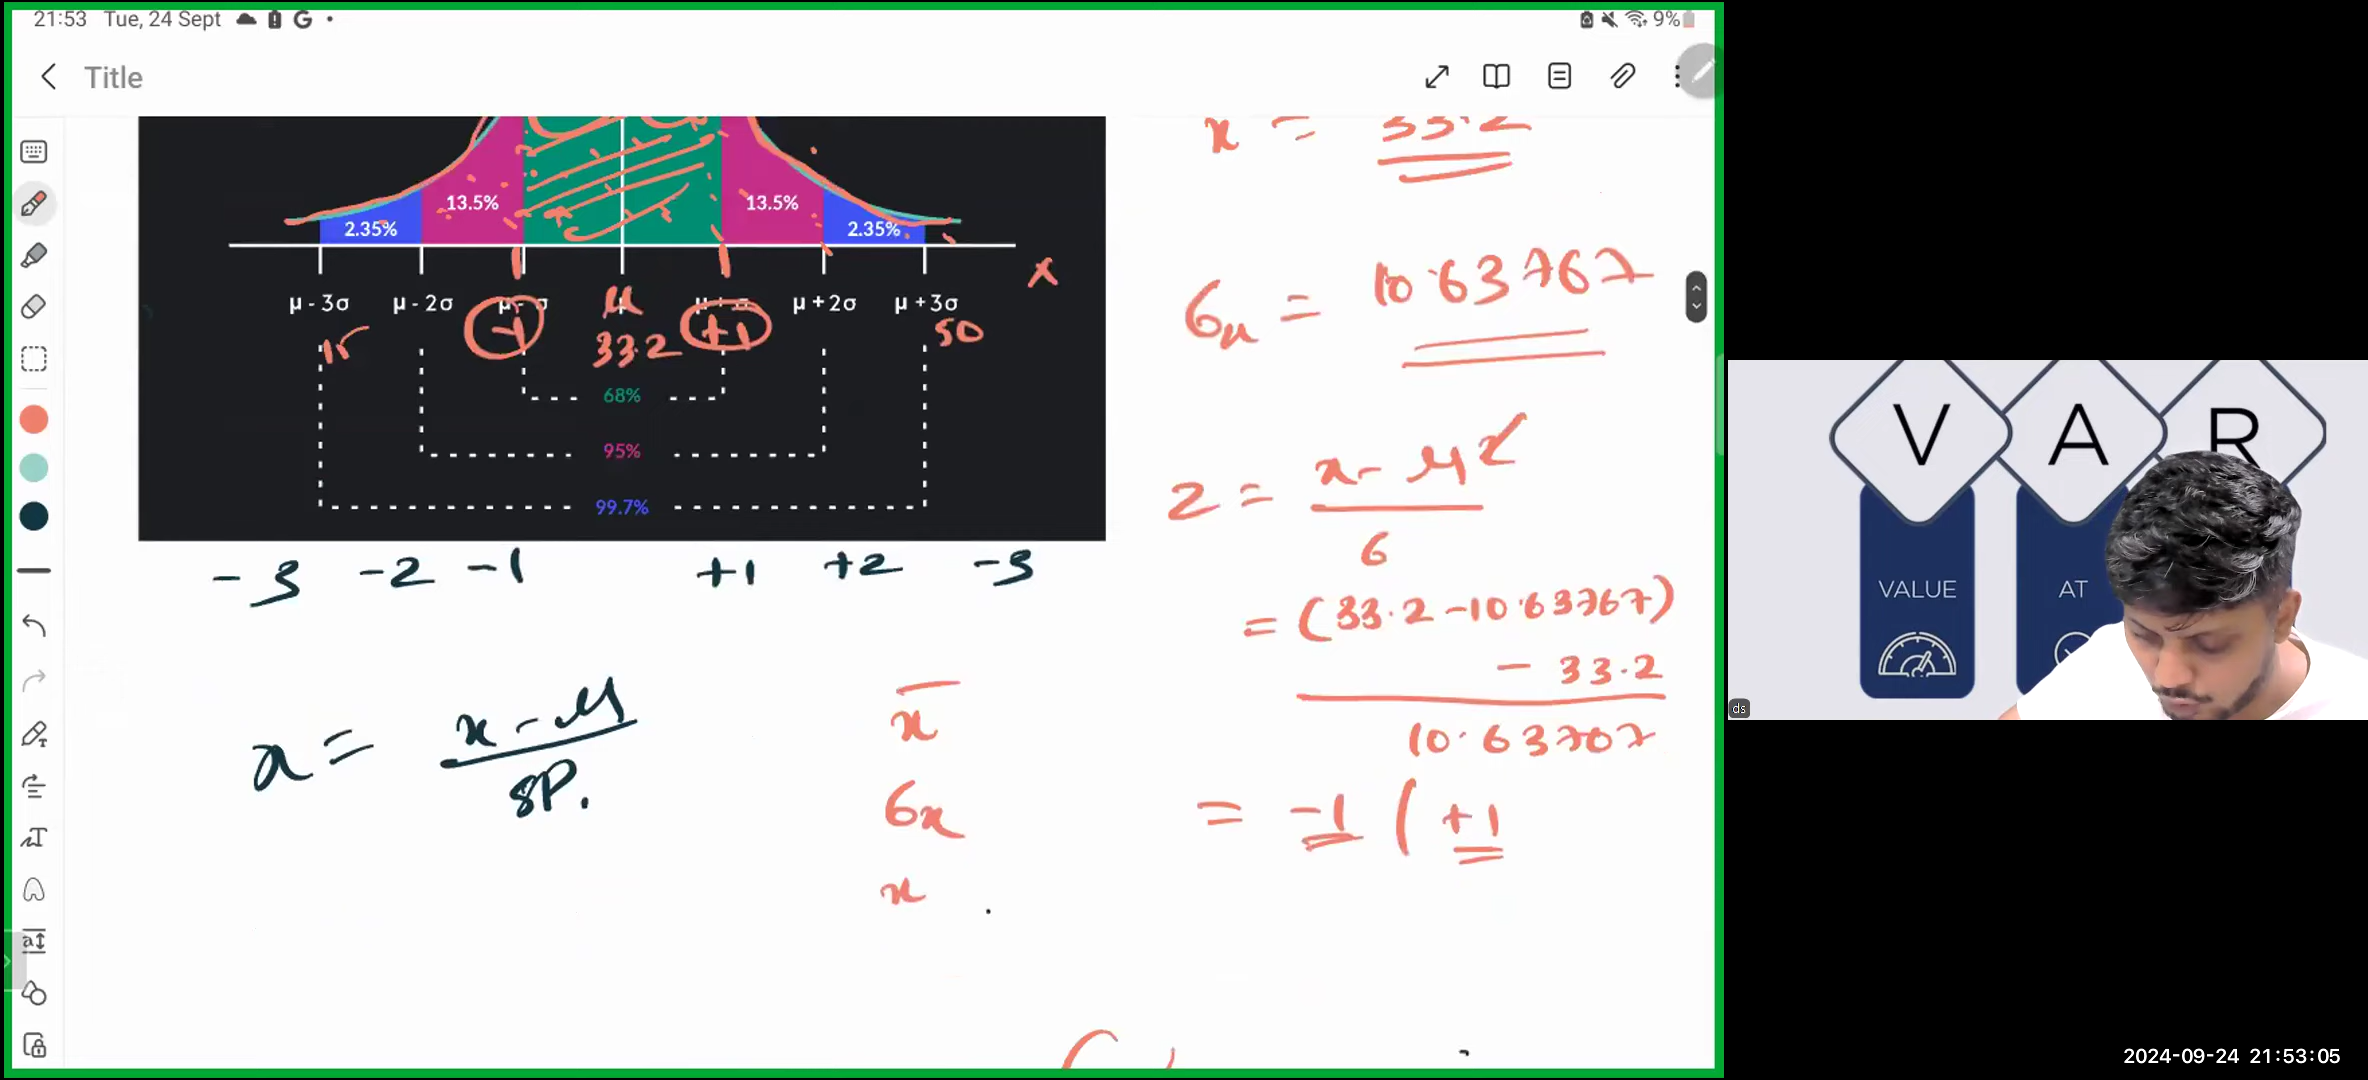 21:53 Tue, 24 Sept G
9%
Title
13.5% 13.5%
2.35% 2.35%
x
μ - 3σ μ - 2σ μ μ + 2σ μ + 3σ
15 -1 33.2 +1 50
68%
95%
99.7%
-3 -2 -1 +1 +2 -3
x - μ
x̄
6x
x
x = 33.2
= 10.63767
z = x - μ
6
= (33.2 - 10.63767)
- 33.2
10.63767
= -1 ( +1
V A R
VALUE AT
ds
2024-09-24 21:53:05